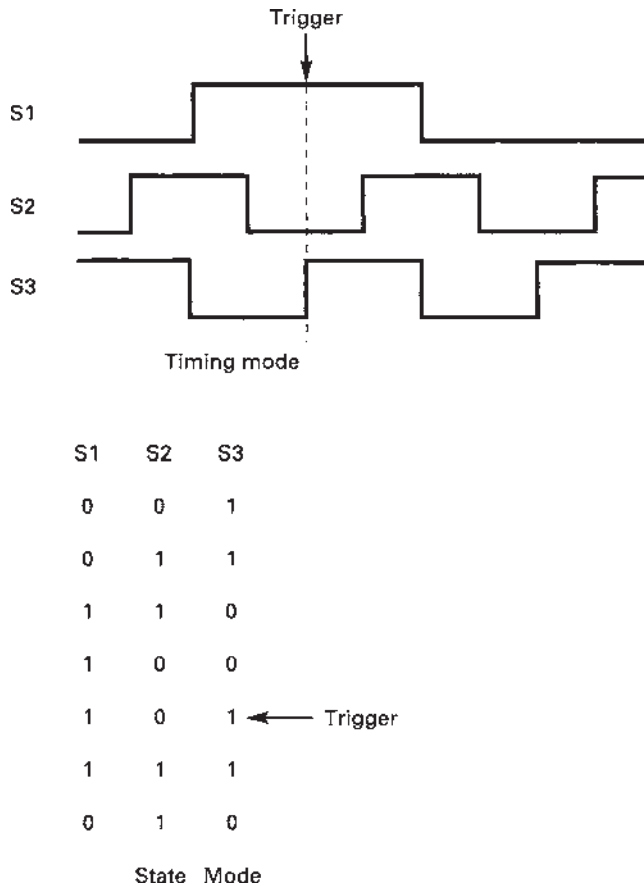 Trigger
S1
S2
S3
Timing mode
S1 S2 S3
0 0 1
0 1 1
1 1 0
1 0 0
1 0 1 Trigger
1 1 1
0 1 0
State Mode